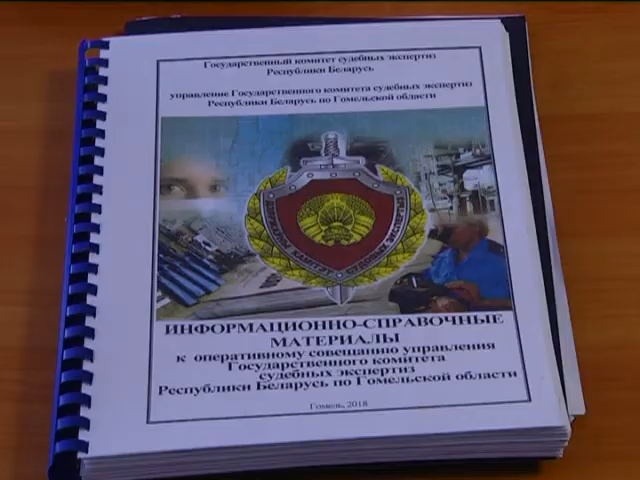 Государственный комитет судебных экспертиз
Республики Беларусь
управление Государственного комитета судебных экспертиз
Республики Беларусь по Гомельской области
ИНФОРМАЦИОННО-СПРАВОЧНЫЕ
МАТЕРИАЛЫ
к оперативному совещанию управления
Государственного комитета
судебных экспертиз
Республики Беларусь по Гомельской области
Гомель, 2018